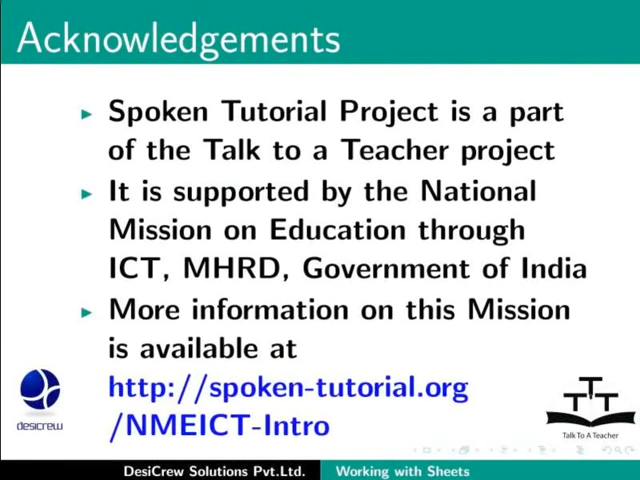 Acknowledgements
Spoken Tutorial Project is a part
of the Talk to a Teacher project
It is supported by the National
Mission on Education through
ICT, MHRD, Government of India
More information on this Mission
is available at
http://spoken-tutorial.org
/NMEICT-Intro
desicrew
TTT
Talk To A Teacher
DesiCrew Solutions Pvt.Ltd.
Working with Sheets